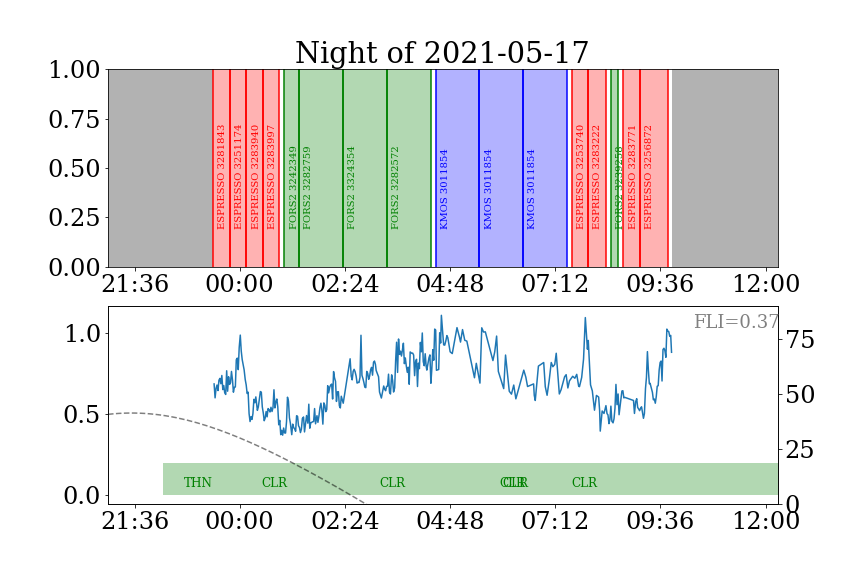 Night of 2021-05-17
1.00
0.75
0.50
0.25
0.00
ESPRESSO 3281843
ESPRESSO 3251174
ESPRESSO 3283940
ESPRESSO 3283997
FORS2 3242349
FORS2 3282759
FORS2 3324354
FORS2 3282572
KMOS 3011854
KMOS 3011854
KMOS 3011854
ESPRESSO 3253740
ESPRESSO 3283222
FORS2 3239258
ESPRESSO 3283771
ESPRESSO 3256872
21:36 00:00 02:24 04:48 07:12 09:36 12:00
FLI=0.37
1.0
0.5
0.0
75
50
25
0
THN CLR CLR CLR CLR CLR
21:36 00:00 02:24 04:48 07:12 09:36 12:00